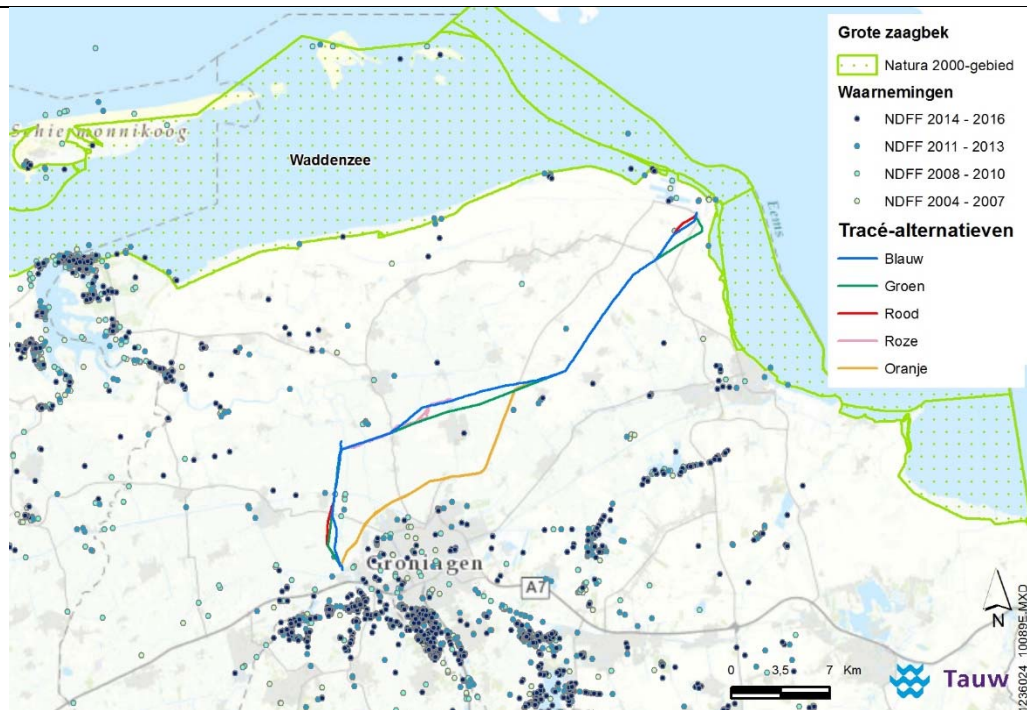 Grote zaagbek
Natura 2000-gebied
Waarnemingen
NDFF 2014 - 2016
NDFF 2011 - 2013
NDFF 2008 - 2010
NDFF 2004 - 2007
Tracé-alternatieven
Blauw
Groen
Rood
Roze
Oranje
Schiermonnikoog
Waddenzee
Eems
Groningen
A7
N
0 3,5 7 Km
Tauw
1236024_100895.MXD